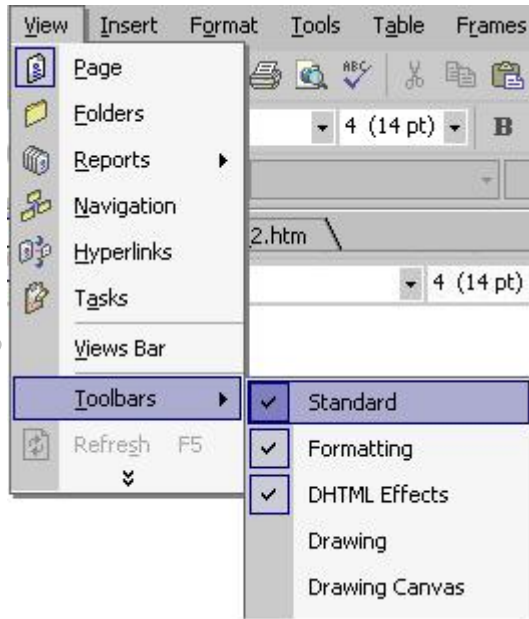 View Insert Format Tools Table Frames
Page
ABC
Folders
4 (14 pt) B
Reports
Navigation
2.htm
Hyperlinks
4 (14 pt)
Tasks
Views Bar
Toolbars
Standard
Refresh F5
Formatting
DHTML Effects
Drawing
Drawing Canvas